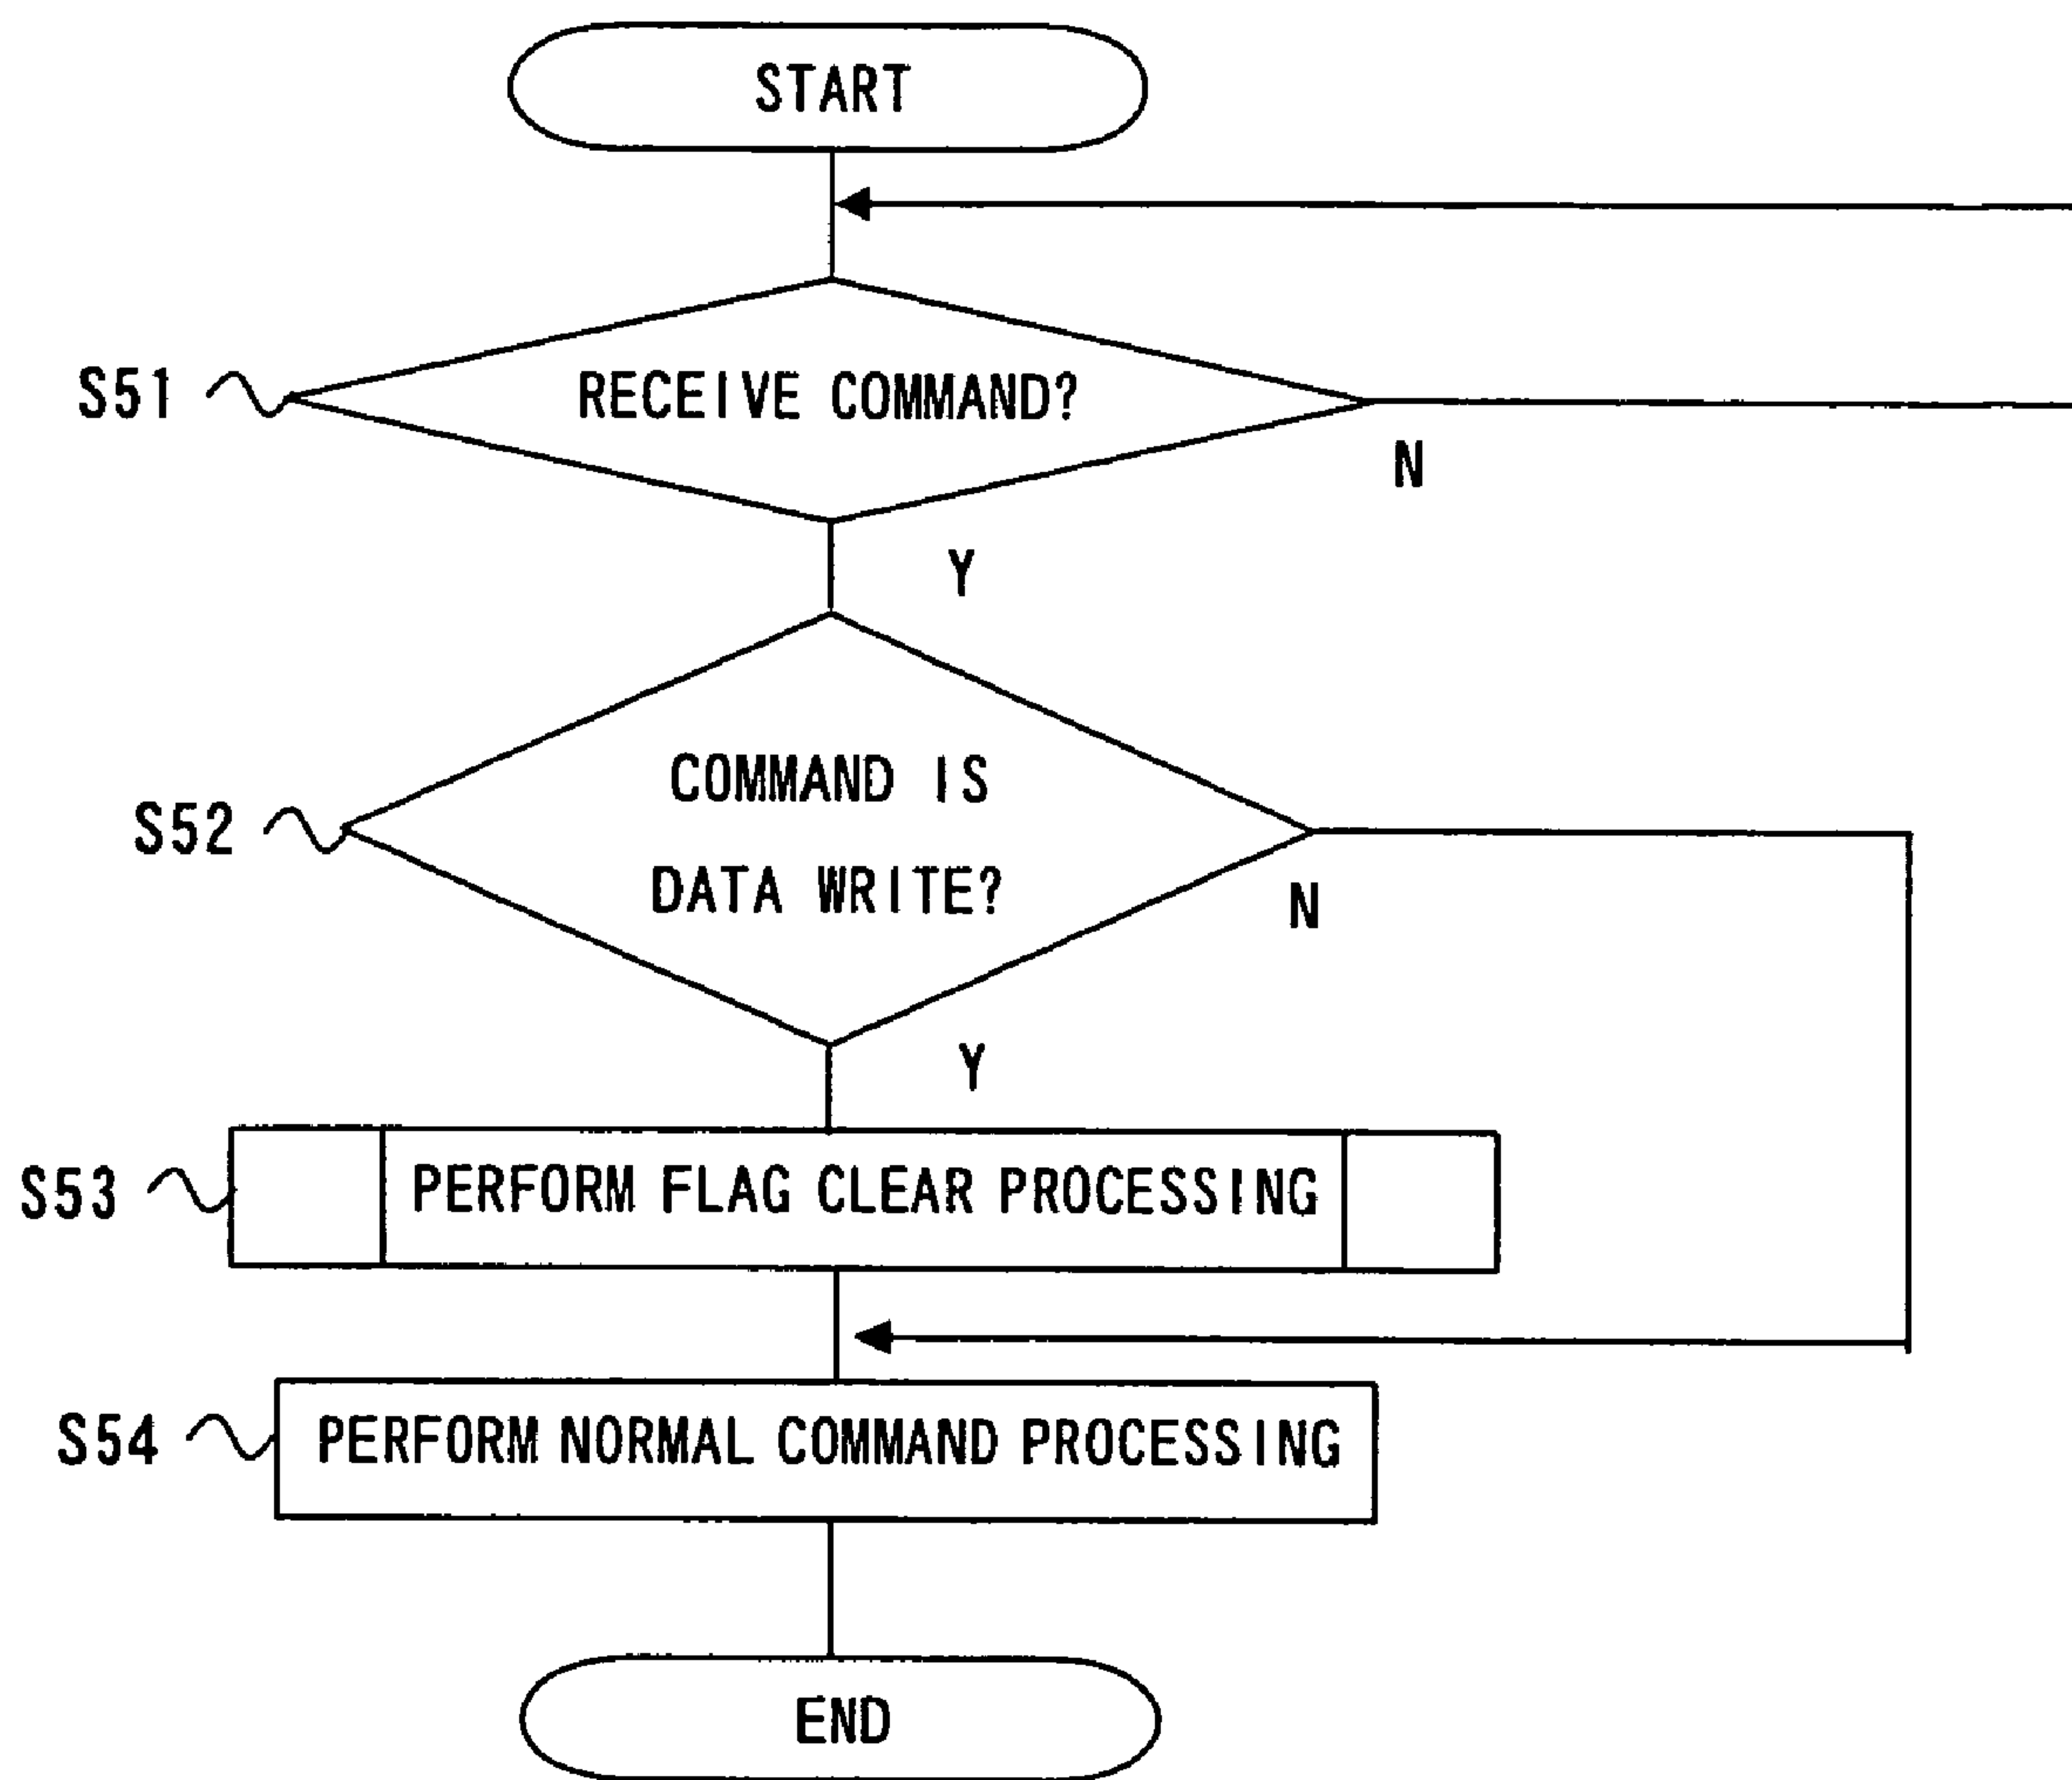 START
S51
RECEIVE COMMAND?
N
Y
S52
COMMAND IS
DATA WRITE?
N
Y
S53
PERFORM FLAG CLEAR PROCESSING
S54
PERFORM NORMAL COMMAND PROCESSING
END